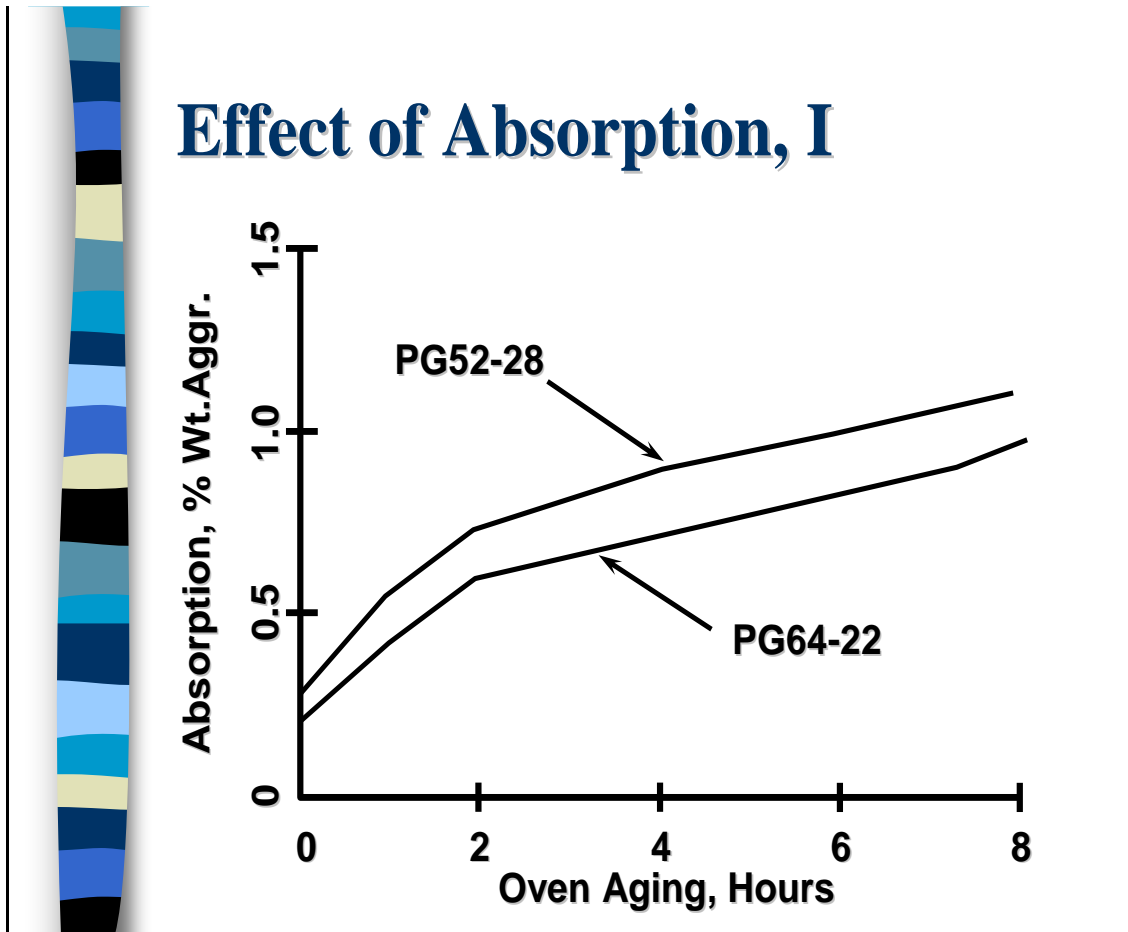 Effect of Absorption, I
1.5
1.0
0.5
0
Absorption, % Wt.Aggr.
PG52-28
PG64-22
0 2 4 6 8
Oven Aging, Hours